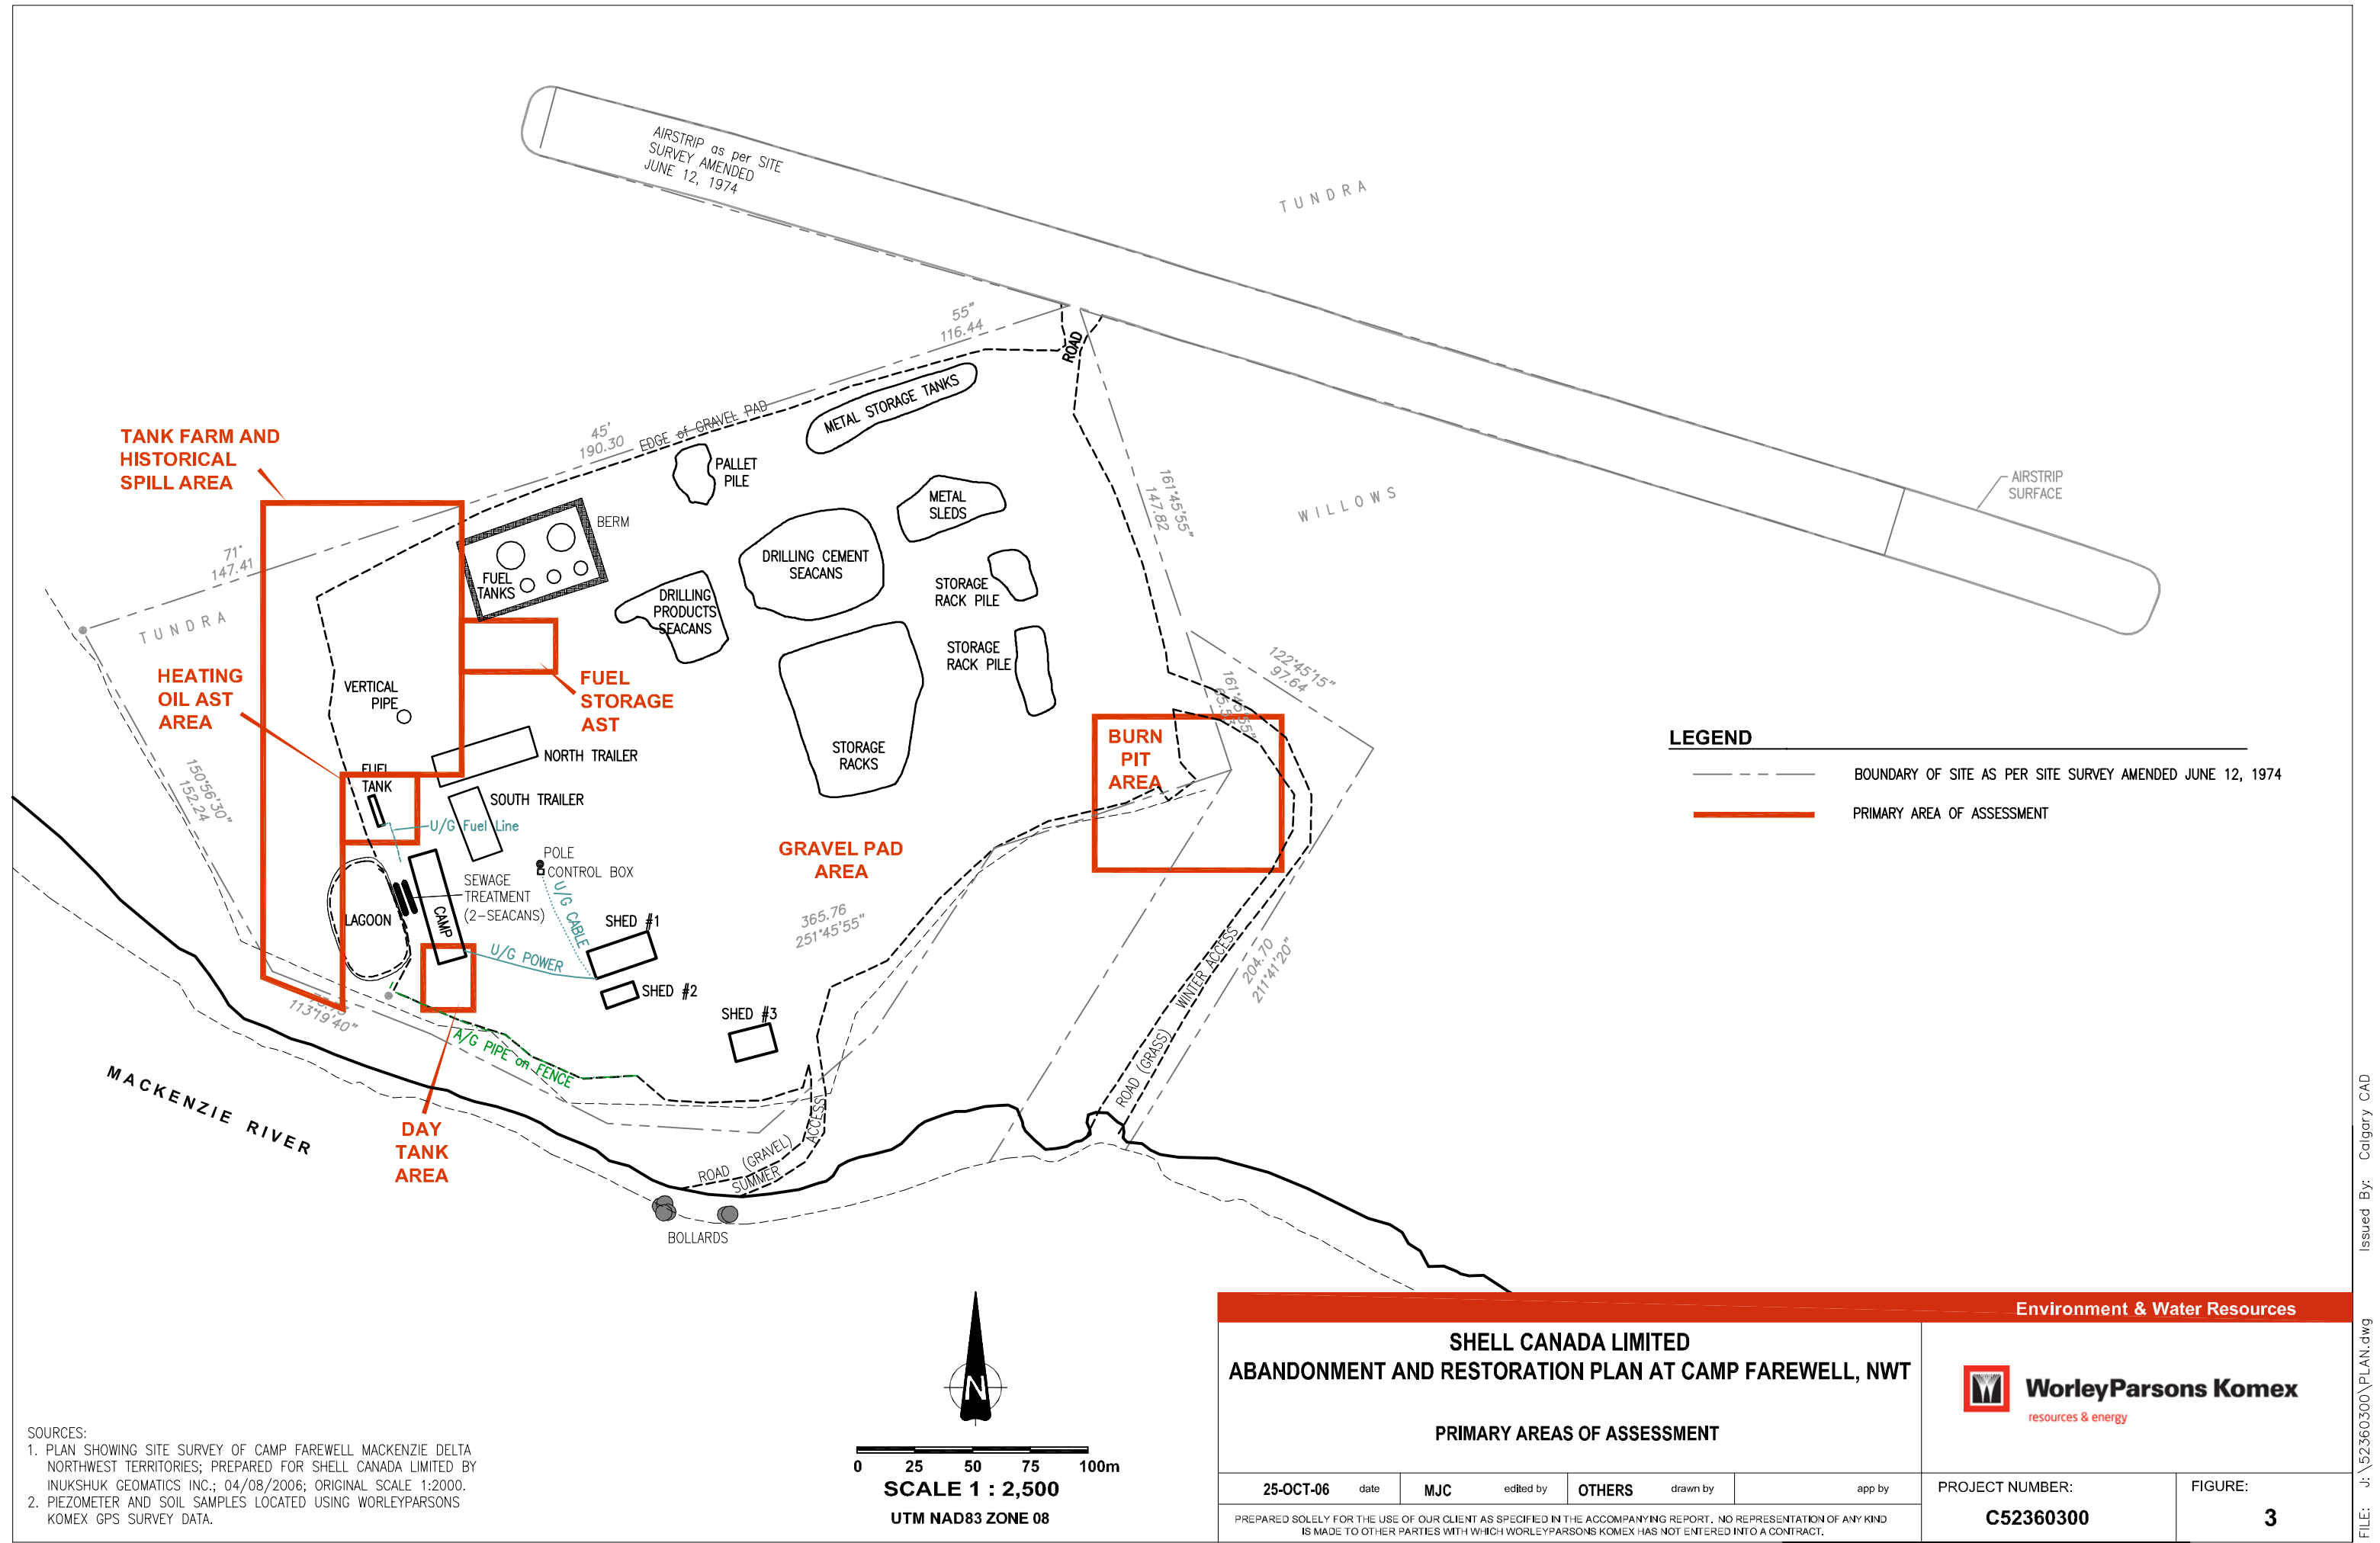 AIRSTRIP as per SITE
SURVEY AMENDED
JUNE 12, 1974
TUNDRA
55"
116.44
ROAD
METAL STORAGE TANKS
45'
190.30
EDGE of GRAVEL PAD
TANK FARM AND
HISTORICAL
SPILL AREA
PALLET
PILE
161°45'55"
147.82
WILLOWS
AIRSTRIP
SURFACE
METAL
SLEDS
BERM
71°
147.41
FUEL
TANKS
DRILLING CEMENT
SEACANS
DRILLING
PRODUCTS
SEACANS
STORAGE
RACK PILE
TUNDRA
STORAGE
RACK PILE
122°45'15"
97.64
161°45'55"
HEATING
OIL AST
AREA
VERTICAL
PIPE
FUEL
STORAGE
AST
BURN
PIT
AREA
LEGEND
BOUNDARY OF SITE AS PER SITE SURVEY AMENDED JUNE 12, 1974
PRIMARY AREA OF ASSESSMENT
STORAGE
RACKS
NORTH TRAILER
FUEL
TANK
150°56'30"
152.24
SOUTH TRAILER
U/G Fuel Line
GRAVEL PAD
AREA
POLE
CONTROL BOX
SEWAGE
TREATMENT
(2-SEACANS)
U/G CABLE
LAGOON
CAMP
SHED #1
365.76
251°45'55"
U/G POWER
SHED #2
WINTER ACCESS
204.70
211°41'20"
113°19'40"
SHED #3
A/G PIPE on FENCE
ROAD (GRASS)
MACKENZIE RIVER
DAY
TANK
AREA
ROAD (GRAVEL)
SUMMER
ACCESS
BOLLARDS
N
0 25 50 75 100m
SCALE 1 : 2,500
UTM NAD83 ZONE 08
SOURCES:
1. PLAN SHOWING SITE SURVEY OF CAMP FAREWELL MACKENZIE DELTA
NORTHWEST TERRITORIES; PREPARED FOR SHELL CANADA LIMITED BY
INUKSHUK GEOMATICS INC.; 04/08/2006; ORIGINAL SCALE 1:2000.
2. PIEZOMETER AND SOIL SAMPLES LOCATED USING WORLEYPARSONS
KOMEX GPS SURVEY DATA.
Environment & Water Resources
SHELL CANADA LIMITED
ABANDONMENT AND RESTORATION PLAN AT CAMP FAREWELL, NWT
PRIMARY AREAS OF ASSESSMENT
WorleyParsons Komex
resources & energy
25-OCT-06 date MJC edited by OTHERS drawn by app by
PREPARED SOLELY FOR THE USE OF OUR CLIENT AS SPECIFIED IN THE ACCOMPANYING REPORT. NO REPRESENTATION OF ANY KIND
IS MADE TO OTHER PARTIES WITH WHICH WORLEYPARSONS KOMEX HAS NOT ENTERED INTO A CONTRACT.
PROJECT NUMBER:
C52360300
FIGURE:
3
FILE: J:\52360300\PLAN.dwg Issued By: Calgary CAD